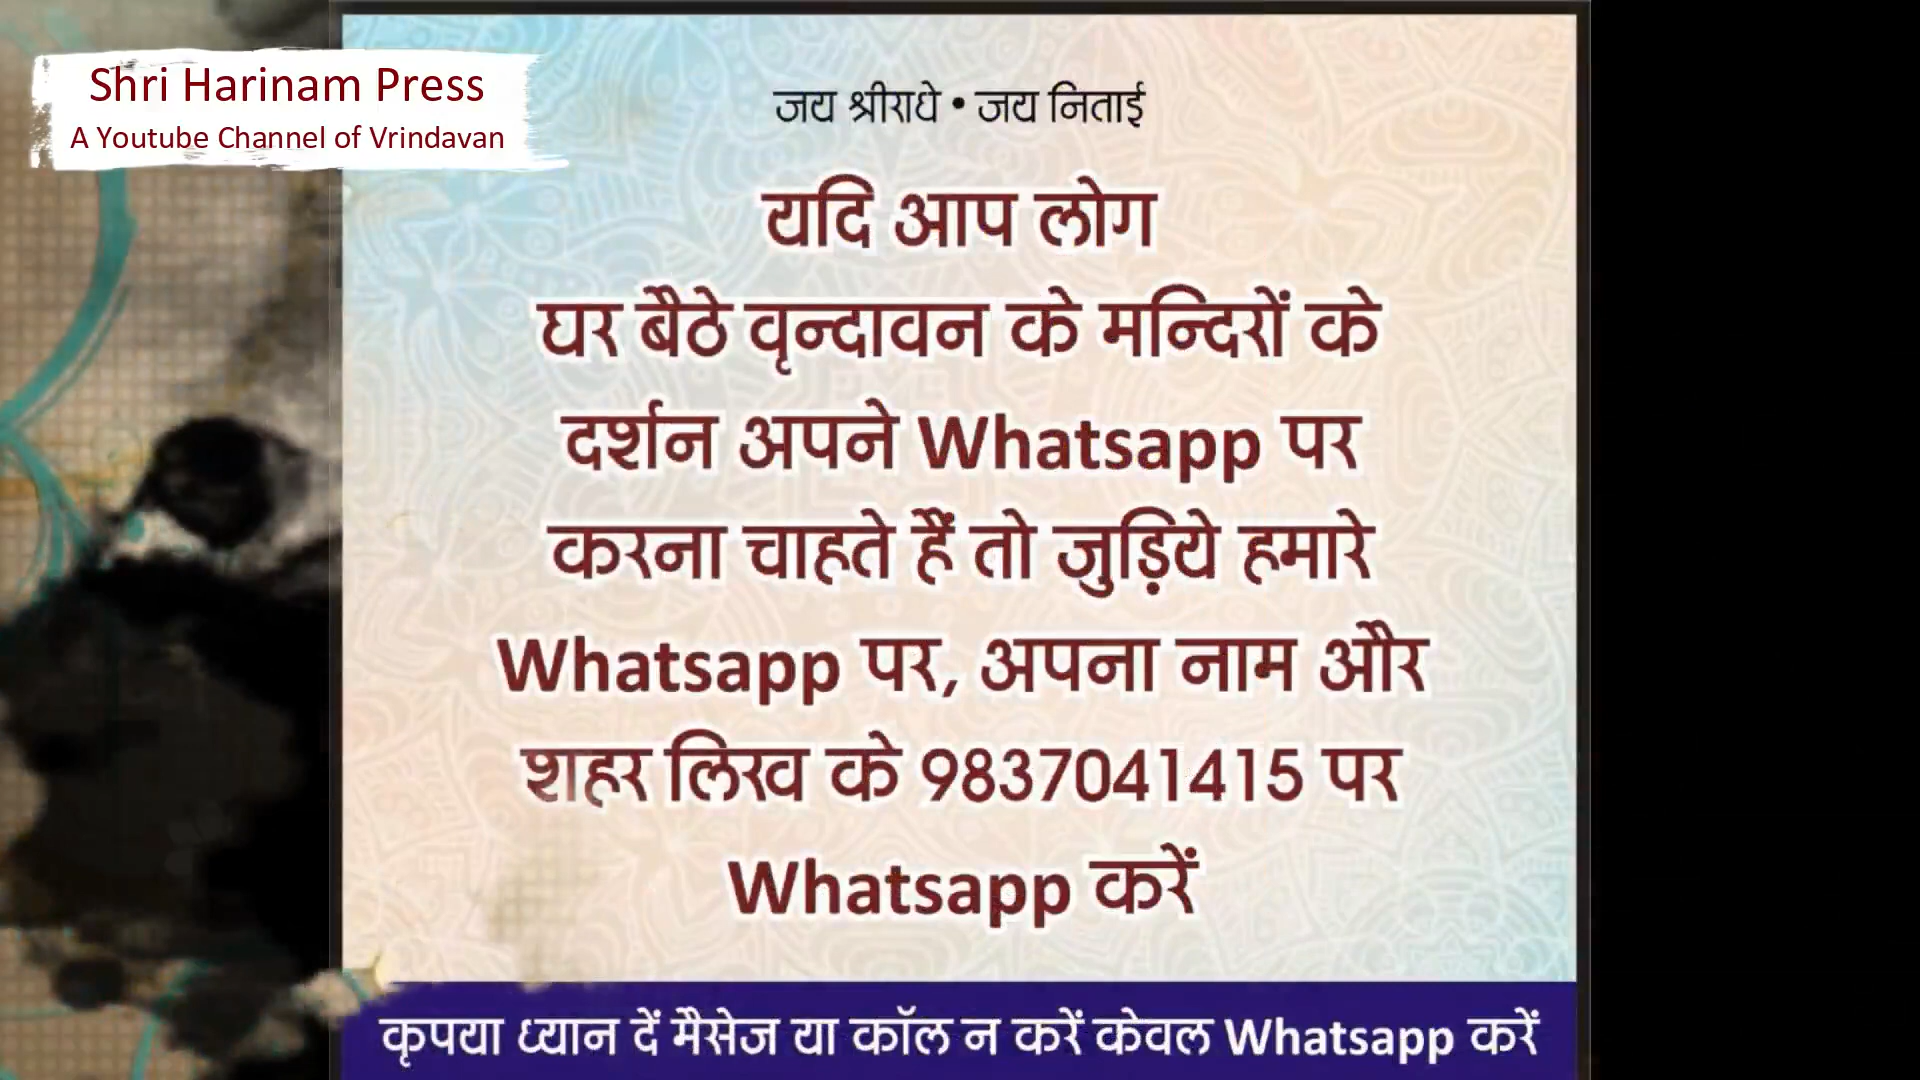 Shri Harinam Press
A Youtube Channel of Vrindavan
जय श्रीराधे • जय निताई
यदि आप लोग
घर बैठे वृन्दावन के मन्दिरों के
दर्शन अपने Whatsapp पर
करना चाहते हैं तो जुड़िये हमारे
Whatsapp पर, अपना नाम और
शहर लिख के 9837041415 पर
Whatsapp करें
कृपया ध्यान दें मैसेज या कॉल न करें केवल Whatsapp करें